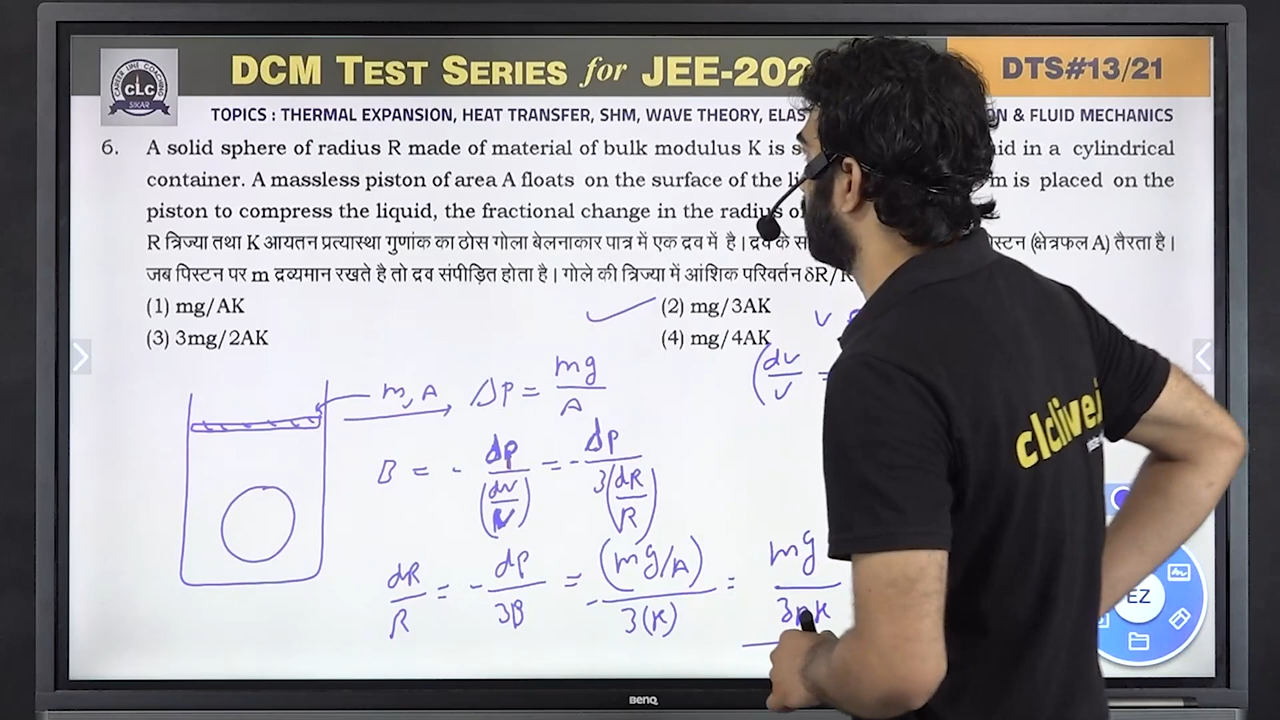 DCM TEST SERIES for JEE-202
DTS#13/21
CAREER LINE COACHING
CLC
SIKAR
TOPICS : THERMAL EXPANSION, HEAT TRANSFER, SHM, WAVE THEORY, ELAS N & FLUID MECHANICS
6. A solid sphere of radius R made of material of bulk modulus K is in a cylindrical
container. A massless piston of area A floats on the surface of the m is placed on the
piston to compress the liquid, the fractional change in the radius
R त्रिज्या तथा K आयतन प्रत्यास्था गुणांक का ठोस गोला बेलनाकार पात्र में एक द्रव में है। द्रव के (क्षेत्रफल A) तैरता है।
जब पिस्टन पर m द्रव्यमान रखते है तो द्रव संपीड़ित होता है। गोले की त्रिज्या में आंशिक परिवर्तन δR/R
(1) mg/AK (2) mg/3AK
(3) 3mg/2AK (4) mg/4AK
m, A ΔP = mg/A
(dv/v =
B = - dp/(dv/v) = - Δp/3(dR/R)
dR/R = - dp/3B = - (mg/A)/3(K) = mg/3AK
clclive.i
EZ
BenQ